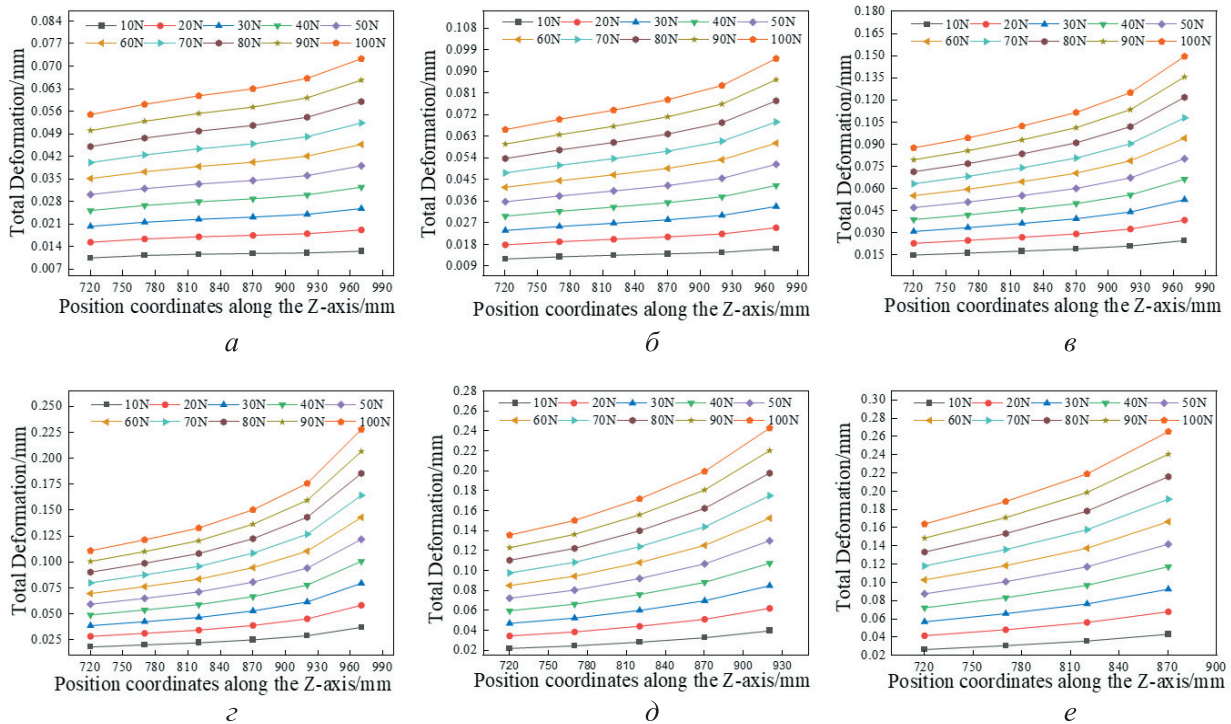 0.084
0.077
0.070
0.063
0.056
0.049
0.042
0.035
0.028
0.021
0.014
0.007
Total Deformation/mm
10N 20N 30N 40N 50N
60N 70N 80N 90N 100N
720 750 780 810 840 870 900 930 960 990
Position coordinates along the Z-axis/mm
а
0.108
0.099
0.090
0.081
0.072
0.063
0.054
0.045
0.036
0.027
0.018
0.009
Total Deformation/mm
10N 20N 30N 40N 50N
60N 70N 80N 90N 100N
720 750 780 810 840 870 900 930 960 990
Position coordinates along the Z-axis/mm
б
0.180
0.165
0.150
0.135
0.120
0.105
0.090
0.075
0.060
0.045
0.030
0.015
Total Deformation/mm
10N 20N 30N 40N 50N
60N 70N 80N 90N 100N
720 750 780 810 840 870 900 930 960 990
Position coordinates along the Z-axis/mm
в
0.250
0.225
0.200
0.175
0.150
0.125
0.100
0.075
0.050
0.025
Total Deformation/mm
10N 20N 30N 40N 50N
60N 70N 80N 90N 100N
720 750 780 810 840 870 900 930 960 990
Position coordinates along the Z-axis/mm
г
0.28
0.26
0.24
0.22
0.20
0.18
0.16
0.14
0.12
0.10
0.08
0.06
0.04
0.02
Total Deformation/mm
10N 20N 30N 40N 50N
60N 70N 80N 90N 100N
720 750 780 810 840 870 900 930
Position coordinates along the Z-axis/mm
д
0.30
0.28
0.26
0.24
0.22
0.20
0.18
0.16
0.14
0.12
0.10
0.08
0.06
0.04
0.02
Total Deformation/mm
10N 20N 30N 40N 50N
60N 70N 80N 90N 100N
720 750 780 810 840 870 900
Position coordinates along the Z-axis/mm
е